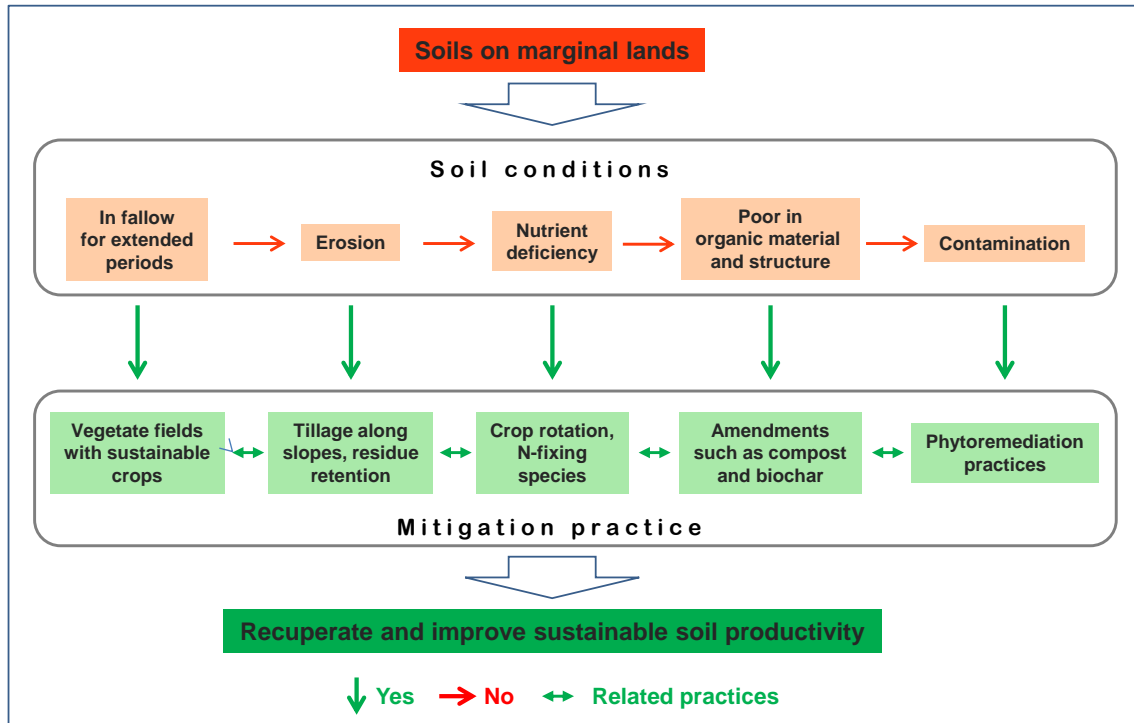 Soils on marginal lands
Soil conditions
In fallow
for extended
periods
Erosion
Nutrient
deficiency
Poor in
organic material
and structure
Contamination
Vegetate fields
with sustainable
crops
Tillage along
slopes, residue
retention
Crop rotation,
N-fixing
species
Amendments
such as compost
and biochar
Phytoremediation
practices
Mitigation practice
Recuperate and improve sustainable soil productivity
Yes
No
Related practices